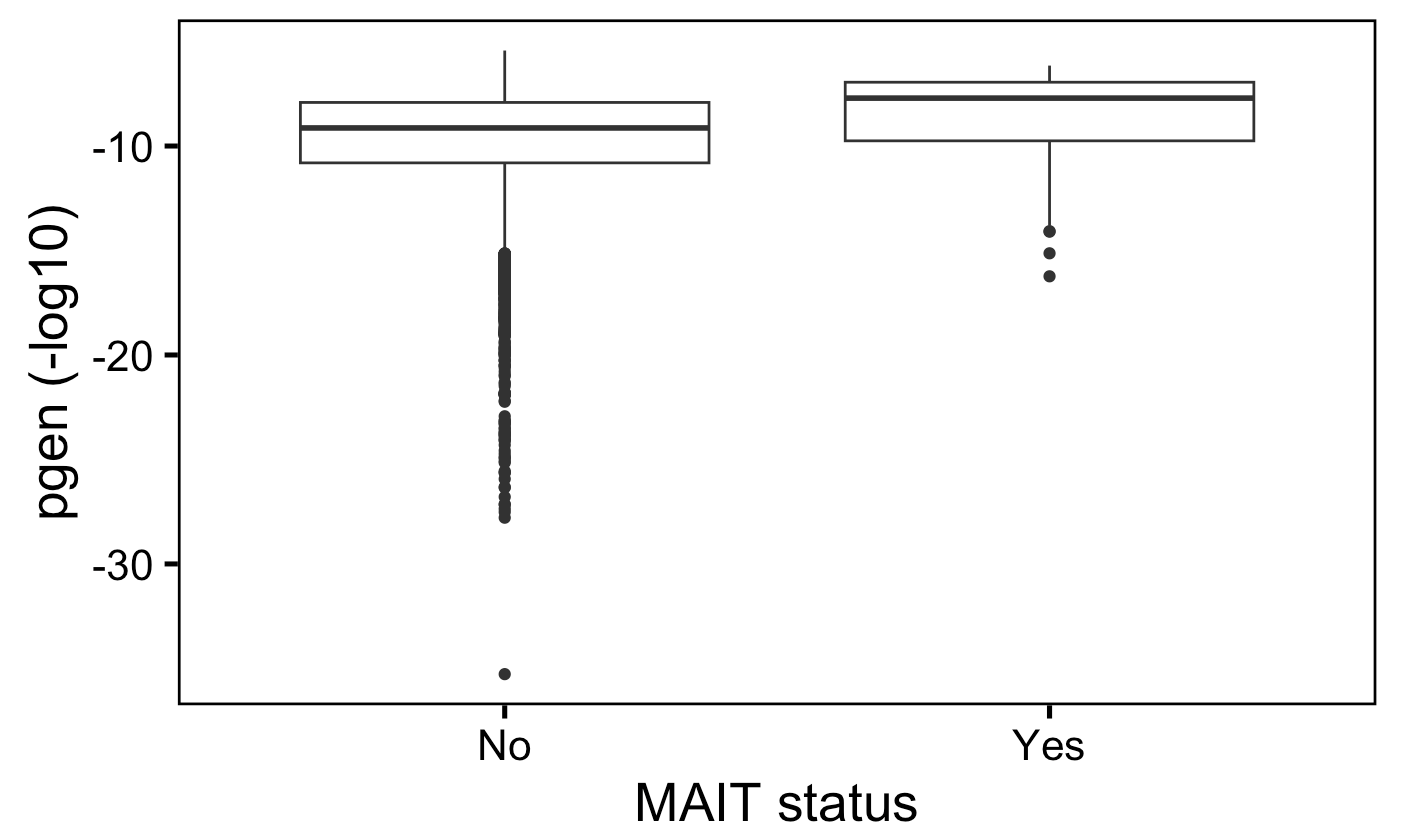 pgen (-log10)
-10
-20
-30
No
Yes
MAIT status